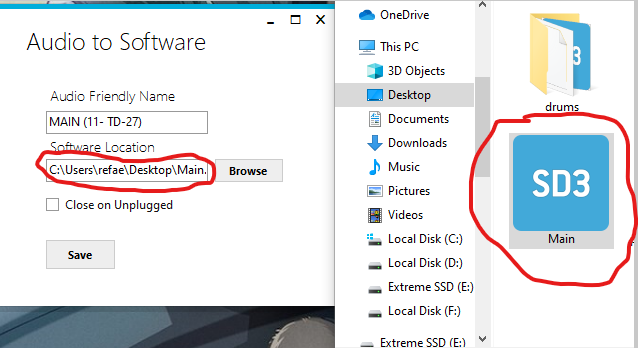 Audio to Software
Audio Friendly Name
MAIN (11- TD-27)
Software Location
C:\Users\refae\Desktop\Main.
Browse
Close on Unplugged
Save
OneDrive
This PC
3D Objects
Desktop
Documents
Downloads
Music
Pictures
Videos
Local Disk (C:)
Local Disk (D:)
Extreme SSD (E:)
Local Disk (F:)
Extreme SSD (E:)
drums
SD3
Main